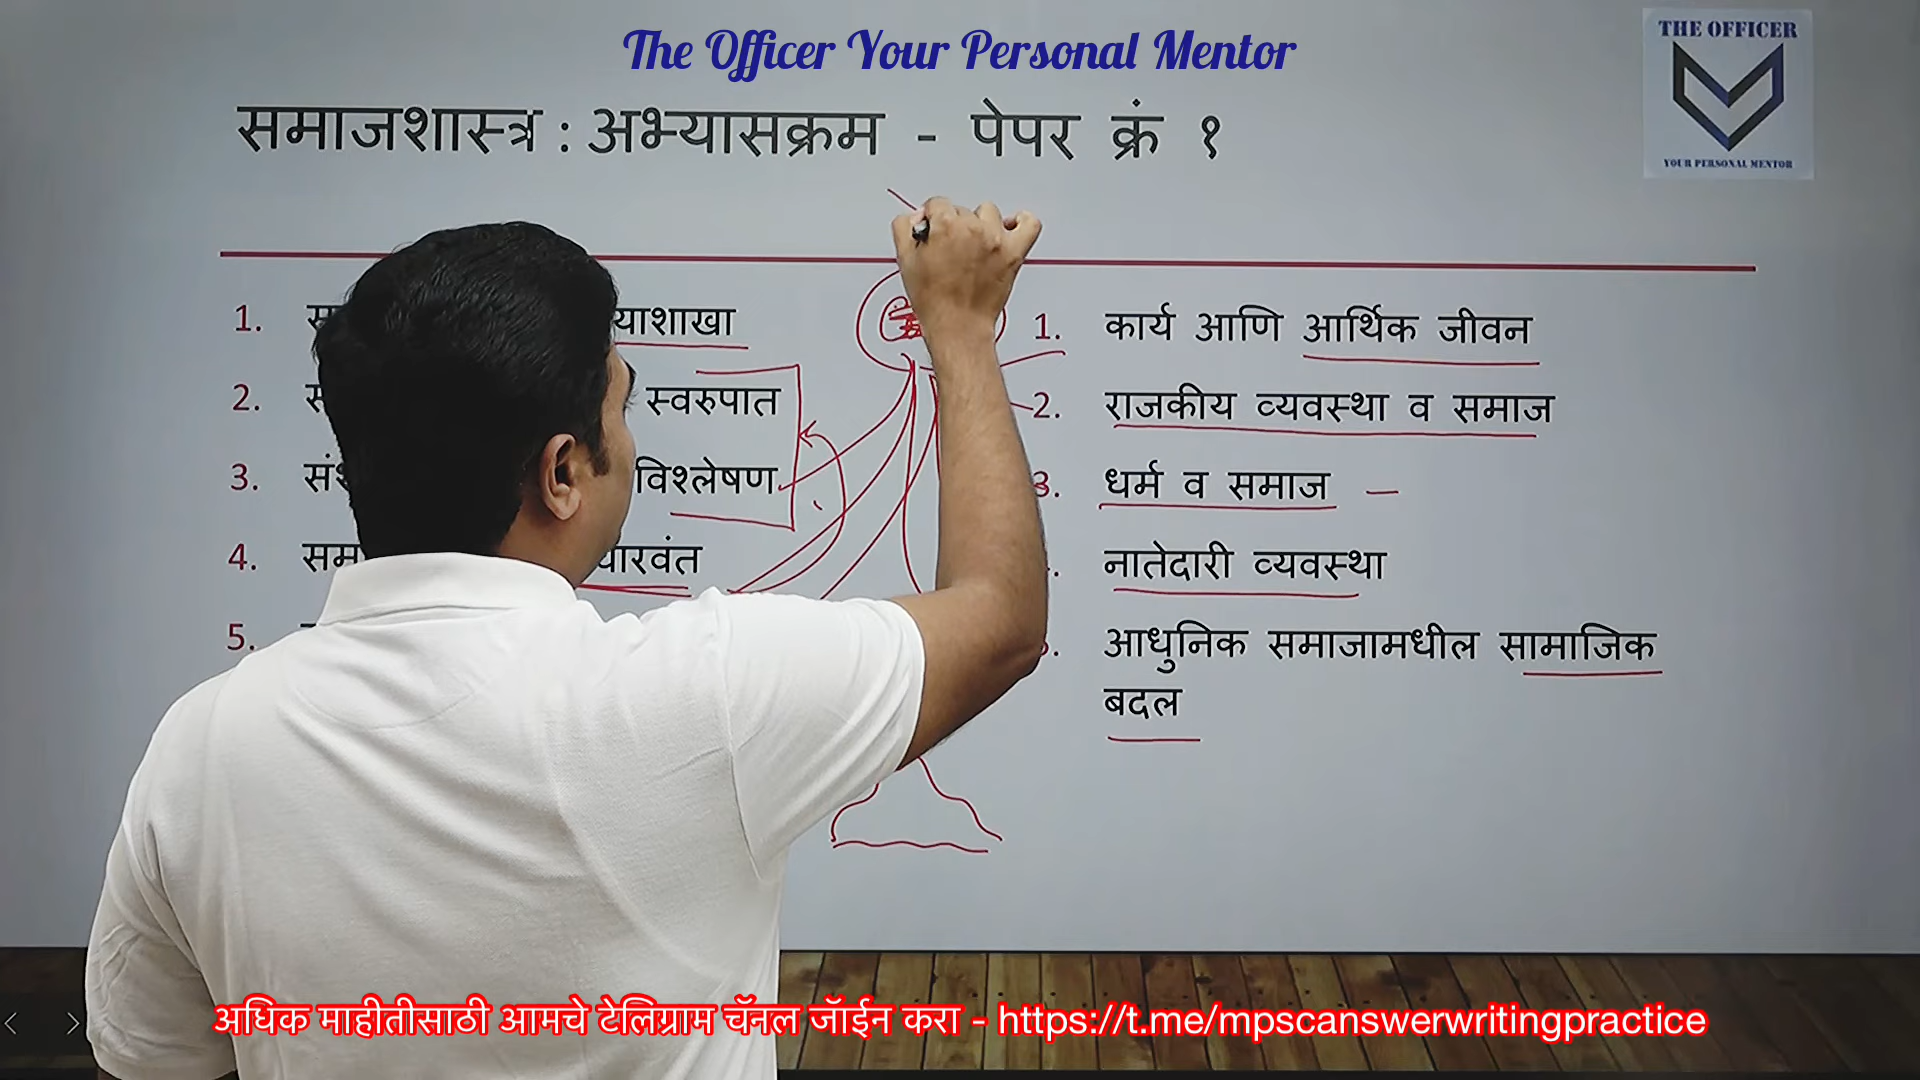 The Officer Your Personal Mentor
THE OFFICER
YOUR PERSONAL MENTOR
समाजशास्त्र : अभ्यासक्रम - पेपर क्रं १
1.
2. स्वरुपात
3. विश्लेषण
4.
5.
1. कार्य आणि आर्थिक जीवन
2. राजकीय व्यवस्था व समाज
3. धर्म व समाज
नातेदारी व्यवस्था
आधुनिक समाजामधील सामाजिक
बदल
अधिक माहीतीसाठी आमचे टेलिग्राम चॅनल जॉईन करा - https://t.me/mpscanswerwritingpractice